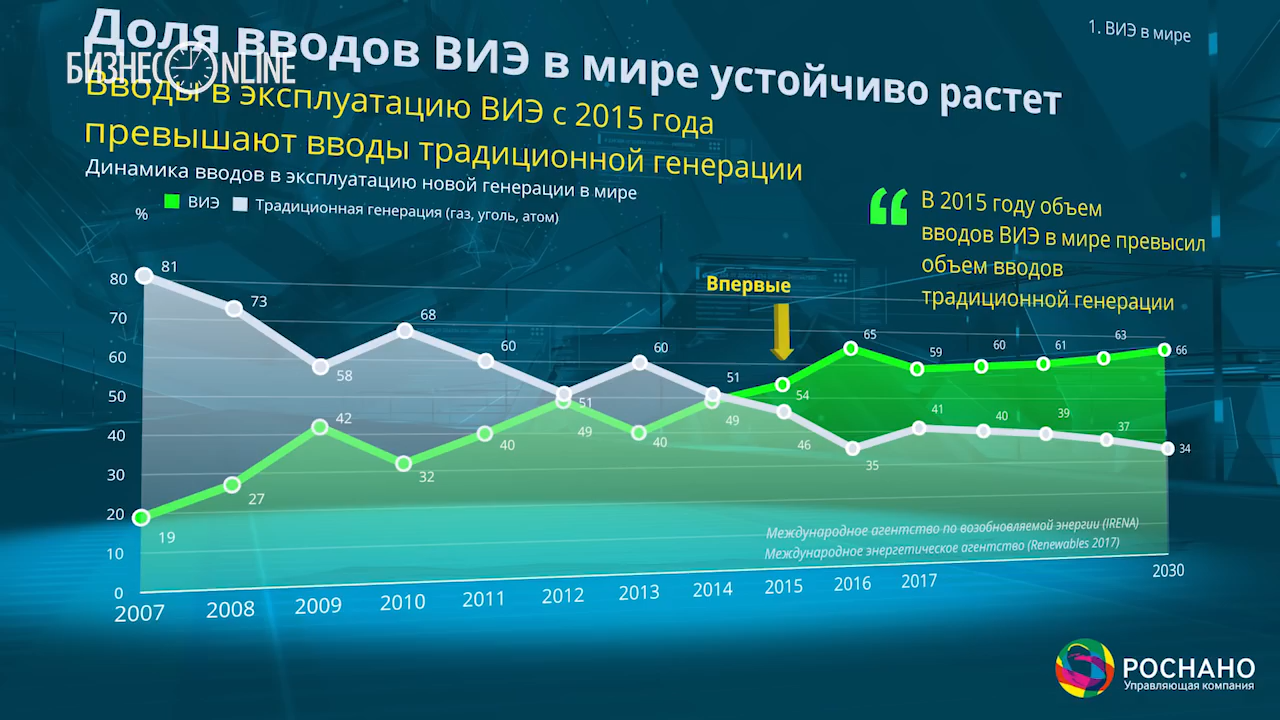 Доля вводов ВИЭ в мире устойчиво растет
1. ВИЭ в мире
БИЗНЕС ONLINE
Вводы в эксплуатацию ВИЭ с 2015 года
превышают вводы традиционной генерации
Динамика вводов в эксплуатацию новой генерации в мире
ВИЭ Традиционная генерация (газ, уголь, атом)
%
В 2015 году объем
вводов ВИЭ в мире превысил
объем вводов
традиционной генерации
Впервые
80
70
60
50
40
30
20
10
0
81 73 58 68 60 51 60 51 46 35 41 40 39 37 34
19 27 42 32 40 49 40 49 54 65 59 60 61 63 66
Международное агентство по возобновляемой энергии (IRENA)
Международное энергетическое агентство (Renewables 2017)
2007 2008 2009 2010 2011 2012 2013 2014 2015 2016 2017 2030
РОСНАНО
Управляющая компания